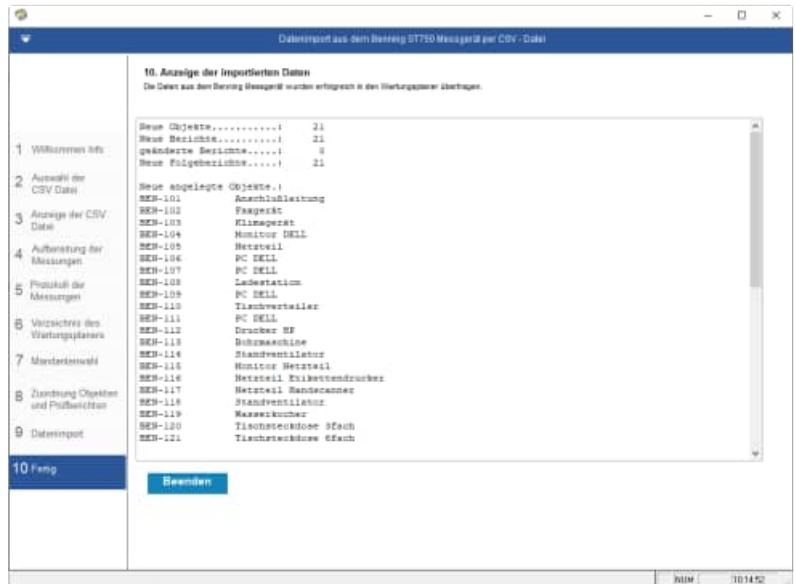 Datenimport aus dem Benning ST750 Messgerät per CSV - Datei
10. Anzeige der importierten Daten
Die Daten aus dem Benning Messgerät wurden erfolgreich in den Wartungsplaner übertragen.
1 Willkommen Info
2 Auswahl der
CSV Datei
3 Anzeige der CSV
Datei
4 Aufbereitung der
Messungen
5 Protokoll der
Messungen
6 Verzeichnis des
Wartungsplaners
7 Mandantenwahl
8 Zuordnung Objekten
und Prüfberichten
9 Datenimport
10 Fertig
Neue Objekte...........: 21
Neue Berichte..........: 21
geänderte Berichte.....:
Neue Folgeberichte.....: 21
Neue angelegte Objekte.:
BEN-101 Anschlußleitung
BEN-102 Faxgerät
BEN-103 Klimagerät
BEN-104 Monitor DELL
BEN-105 Netzteil
BEN-106 PC DELL
BEN-107 PC DELL
BEN-108 Ladestation
BEN-109 PC DELL
BEN-110 Tischverteiler
BEN-111 PC DELL
BEN-112 Drucker HP
BEN-113 Bohrmaschine
BEN-114 Standventilator
BEN-115 Monitor Netzteil
BEN-116 Netzteil Etikettendrucker
BEN-117 Netzteil Handscanner
BEN-118 Standventilator
BEN-119 Wasserkocher
BEN-120 Tischsteckdose 3fach
BEN-121 Tischsteckdose 6fach
Beenden
NUM 10:14:52